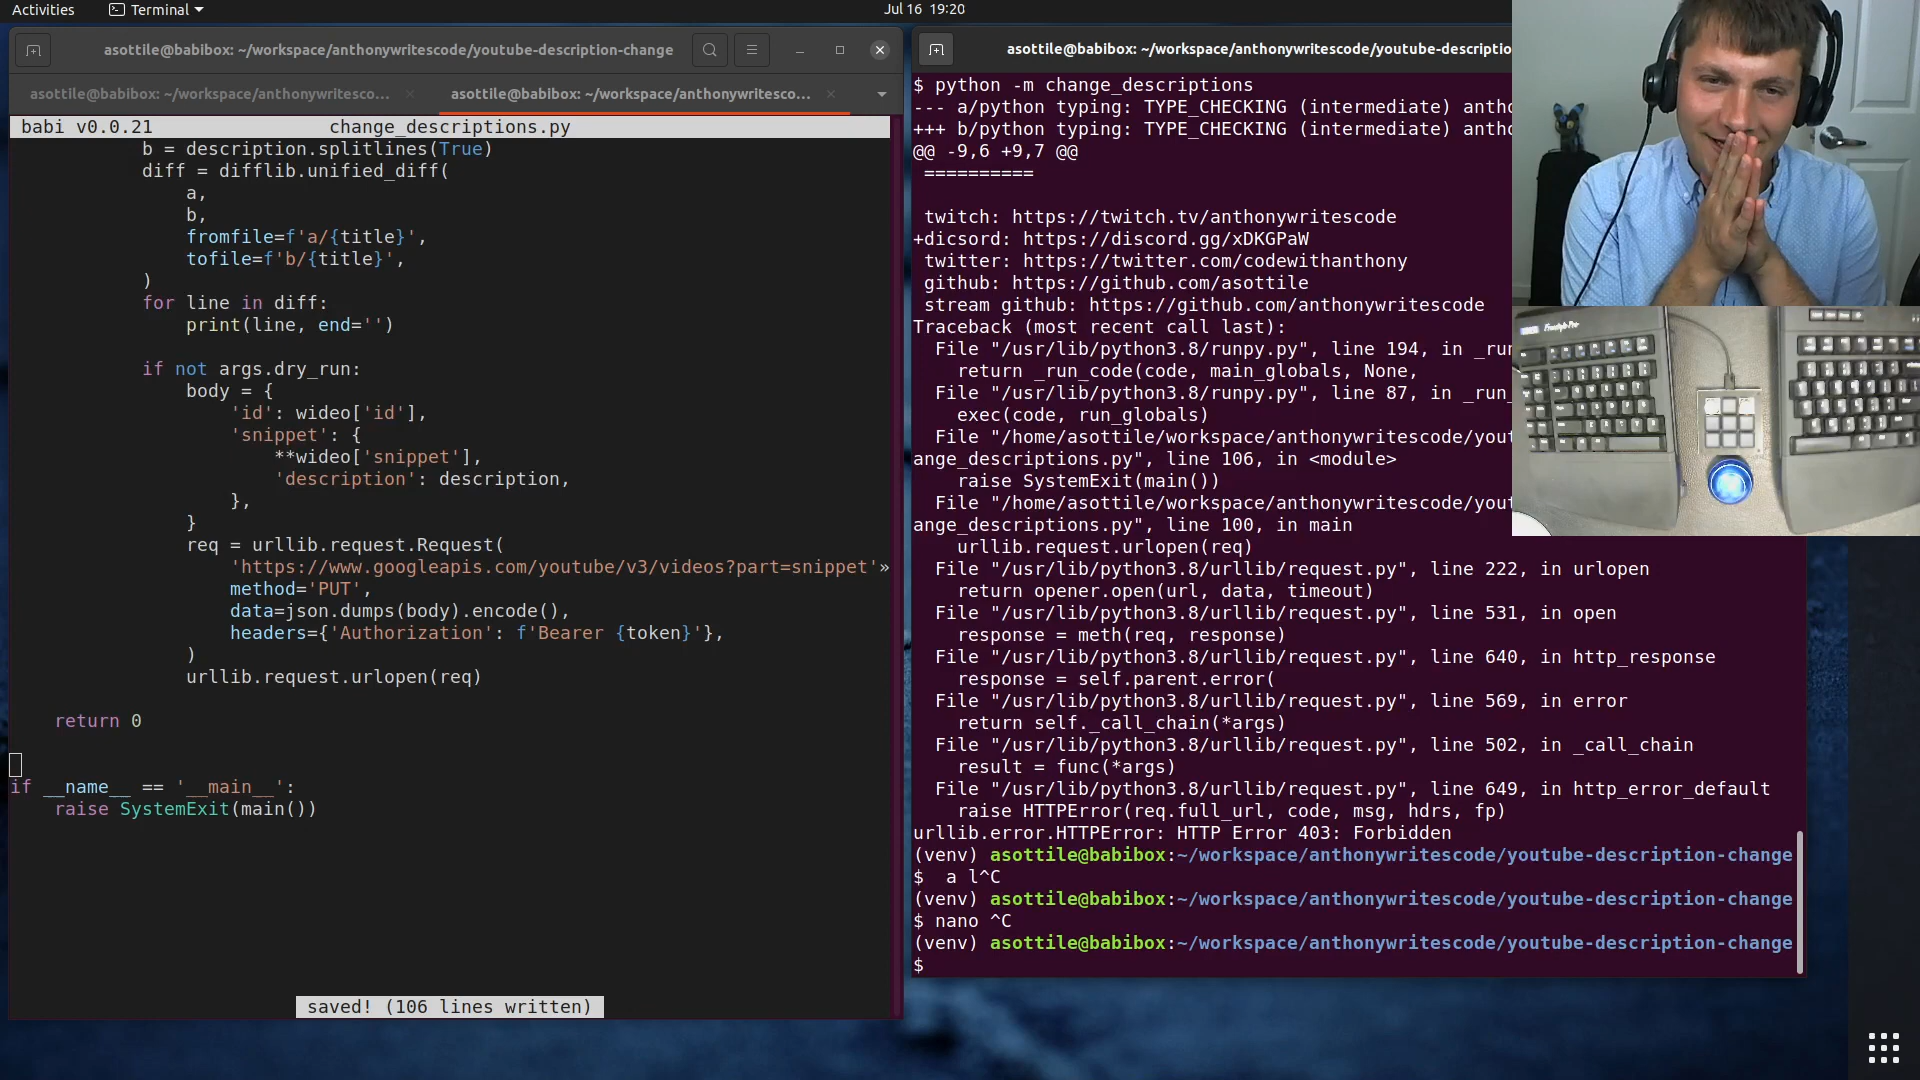 Activities
Terminal
Jul 16 19:20
asottile@babibox: ~/workspace/anthonywritescode/youtube-description-change
asottile@babibox: ~/workspace/anthonywritesco...
asottile@babibox: ~/workspace/anthonywritesco...
babi v0.0.21 change_descriptions.py
b = description.splitlines(True)
diff = difflib.unified_diff(
a,
b,
fromfile=f'a/{title}',
tofile=f'b/{title}',
)
for line in diff:
print(line, end='')
if not args.dry_run:
body = {
'id': wideo['id'],
'snippet': {
**wideo['snippet'],
'description': description,
},
}
req = urllib.request.Request(
'https://www.googleapis.com/youtube/v3/videos?part=snippet'»
method='PUT',
data=json.dumps(body).encode(),
headers={'Authorization': f'Bearer {token}'},
)
urllib.request.urlopen(req)
return 0
if __name__ == '__main__':
raise SystemExit(main())
saved! (106 lines written)
asottile@babibox: ~/workspace/anthonywritescode/youtube-descriptio
$ python -m change_descriptions
--- a/python typing: TYPE_CHECKING (intermediate) antho
+++ b/python typing: TYPE_CHECKING (intermediate) antho
@@ -9,6 +9,7 @@
==========
twitch: https://twitch.tv/anthonywritescode
+dicsord: https://discord.gg/xDKGPaW
twitter: https://twitter.com/codewithanthony
github: https://github.com/asottile
stream github: https://github.com/anthonywritescode
Traceback (most recent call last):
File "/usr/lib/python3.8/runpy.py", line 194, in _run
return _run_code(code, main_globals, None,
File "/usr/lib/python3.8/runpy.py", line 87, in _run_
exec(code, run_globals)
File "/home/asottile/workspace/anthonywritescode/yout
ange_descriptions.py", line 106, in <module>
raise SystemExit(main())
File "/home/asottile/workspace/anthonywritescode/yout
ange_descriptions.py", line 100, in main
urllib.request.urlopen(req)
File "/usr/lib/python3.8/urllib/request.py", line 222, in urlopen
return opener.open(url, data, timeout)
File "/usr/lib/python3.8/urllib/request.py", line 531, in open
response = meth(req, response)
File "/usr/lib/python3.8/urllib/request.py", line 640, in http_response
response = self.parent.error(
File "/usr/lib/python3.8/urllib/request.py", line 569, in error
return self._call_chain(*args)
File "/usr/lib/python3.8/urllib/request.py", line 502, in _call_chain
result = func(*args)
File "/usr/lib/python3.8/urllib/request.py", line 649, in http_error_default
raise HTTPError(req.full_url, code, msg, hdrs, fp)
urllib.error.HTTPError: HTTP Error 403: Forbidden
(venv) asottile@babibox:~/workspace/anthonywritescode/youtube-description-change
$  a l^C
(venv) asottile@babibox:~/workspace/anthonywritescode/youtube-description-change
$ nano ^C
(venv) asottile@babibox:~/workspace/anthonywritescode/youtube-description-change
$
Freestyle Pro